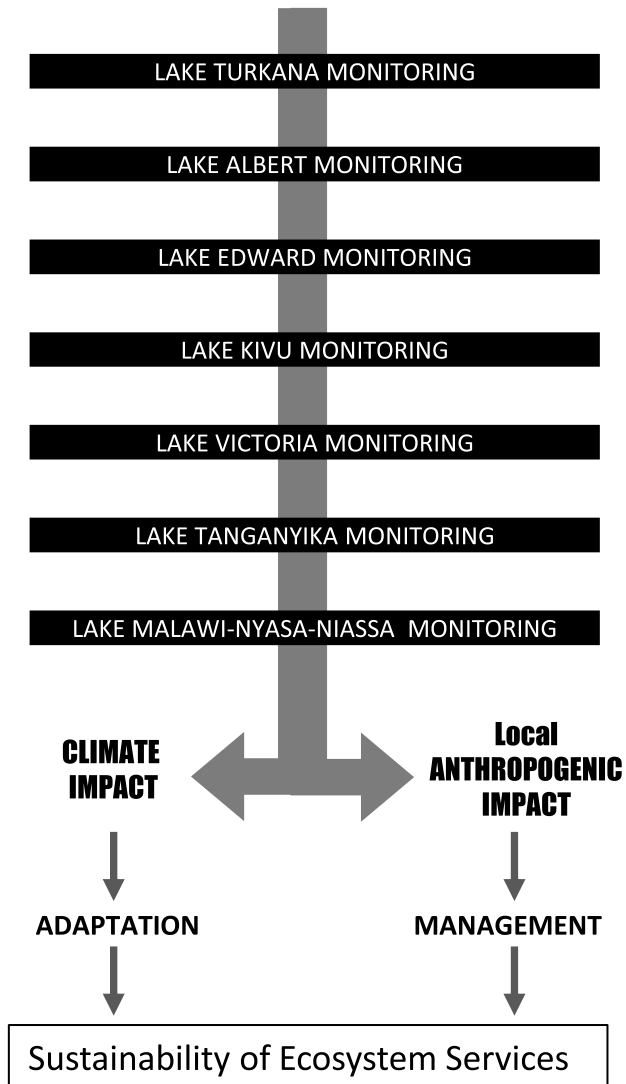 LAKE TURKANA MONITORING
LAKE ALBERT MONITORING
LAKE EDWARD MONITORING
LAKE KIVU MONITORING
LAKE VICTORIA MONITORING
LAKE TANGANYIKA MONITORING
LAKE MALAWI-NYASA-NIASSA MONITORING
CLIMATE
IMPACT
Local
ANTHROPOGENIC
IMPACT
ADAPTATION
MANAGEMENT
Sustainability of Ecosystem Services